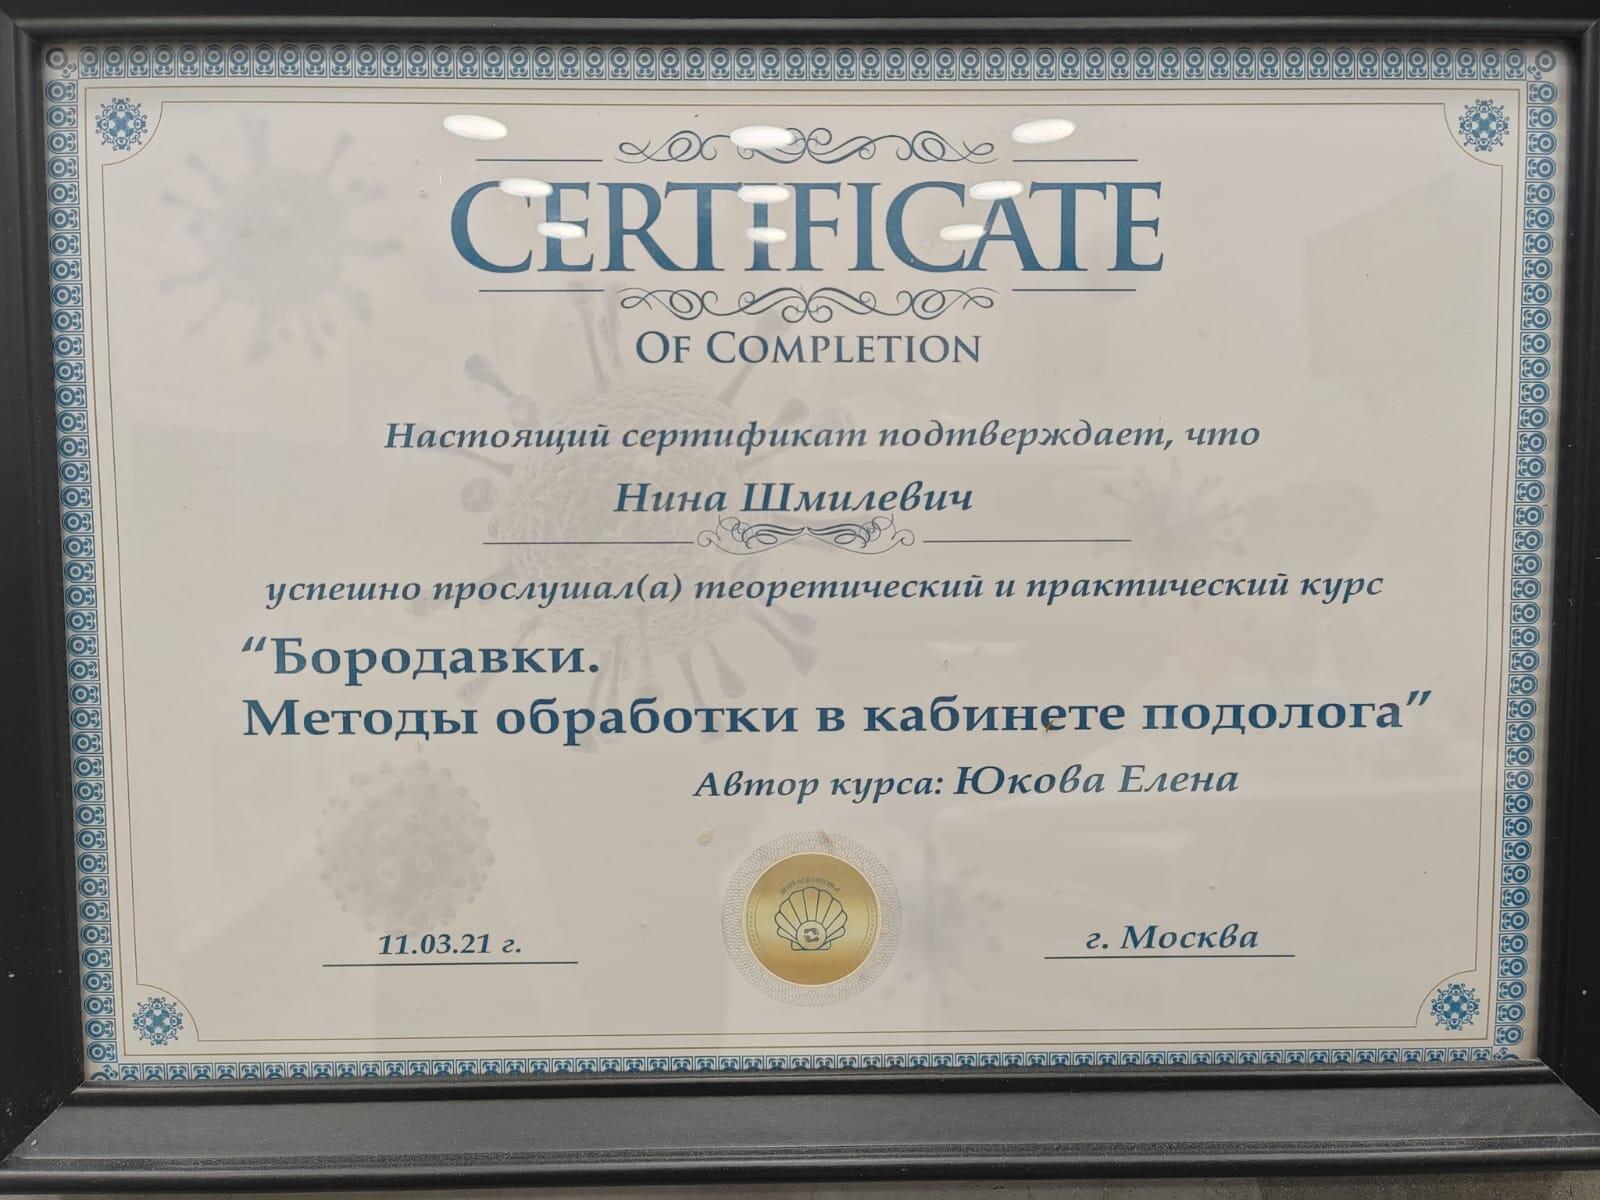 CERTIFICATE
OF COMPLETION
Настоящий сертификат подтверждает, что
Нина Шмилевич
успешно прослушал(а) теоретический и практический курс
“Бородавки.
Методы обработки в кабинете подолога”
Автор курса: Юкова Елена
11.03.21 г.
г. Москва